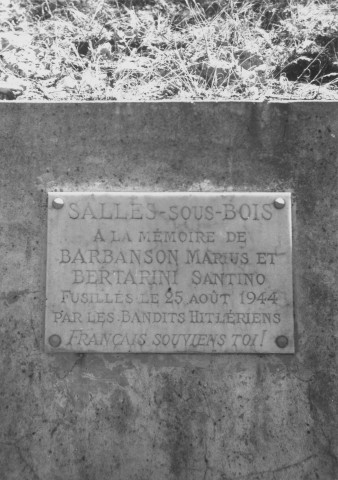 SALLES-SOUS-BOIS
A LA MÉMOIRE DE
BARBANSON MARIUS ET
BERTARINI SANTINO
FUSILLÉS LE 25 AOÛT 1944
PAR LES BANDITS HITLÉRIENS
FRANÇAIS SOUVIENS TOI !